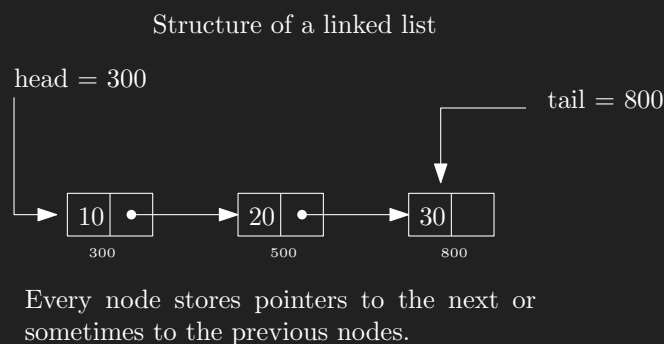 Structure of a linked list
head = 300
tail = 800
10
20
30
300
500
800
Every node stores pointers to the next or
sometimes to the previous nodes.